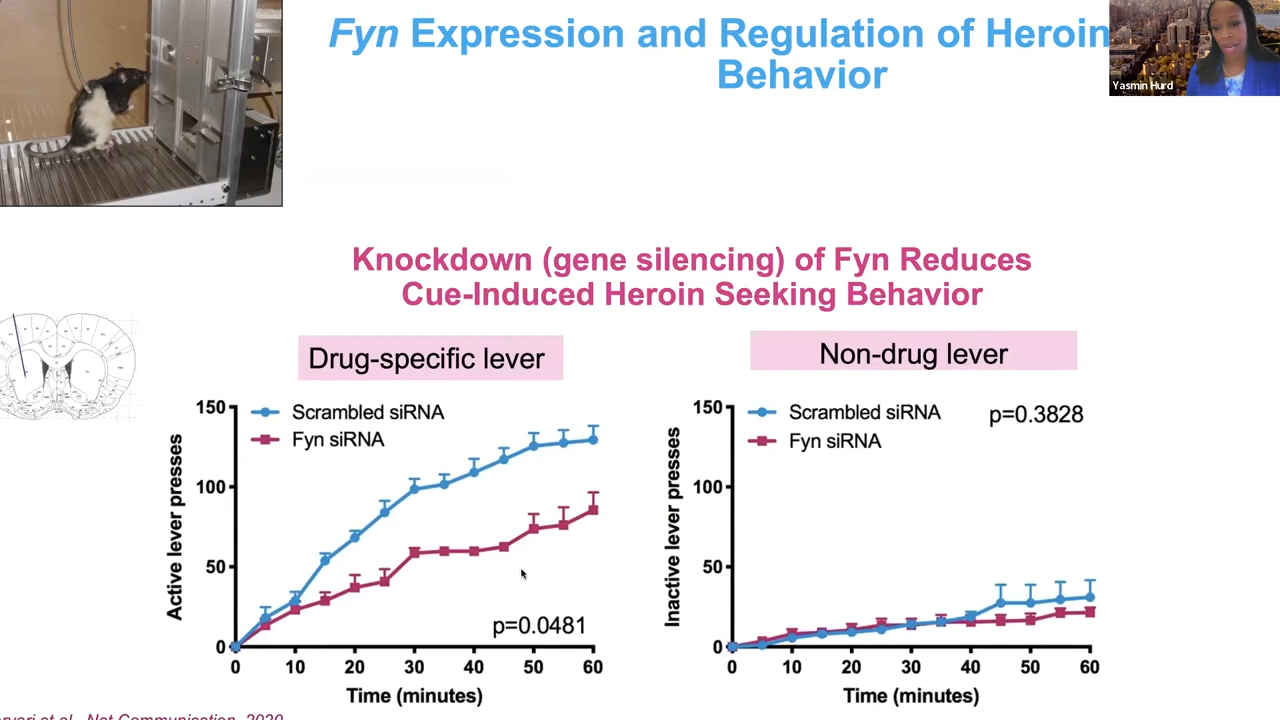 Fyn Expression and Regulation of Heroin
Behavior
Yasmin Hurd
Knockdown (gene silencing) of Fyn Reduces
Cue-Induced Heroin Seeking Behavior
Drug-specific lever
Non-drug lever
150
100
50
0
Active lever presses
Scrambled siRNA
Fyn siRNA
p=0.0481
0 10 20 30 40 50 60
Time (minutes)
150
100
50
0
Inactive lever presses
Scrambled siRNA
Fyn siRNA
p=0.3828
0 10 20 30 40 50 60
Time (minutes)
et al., Nat Communication, 2020